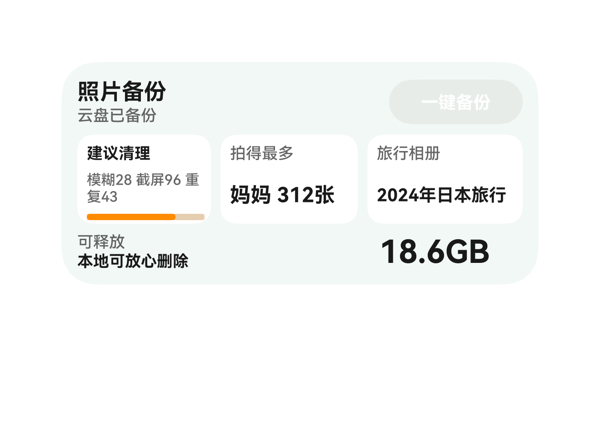 照片备份
云盘已备份
一键备份
建议清理
模糊28 截屏96 重
复43
拍得最多
妈妈 312张
旅行相册
2024年日本旅行
可释放
本地可放心删除
18.6GB